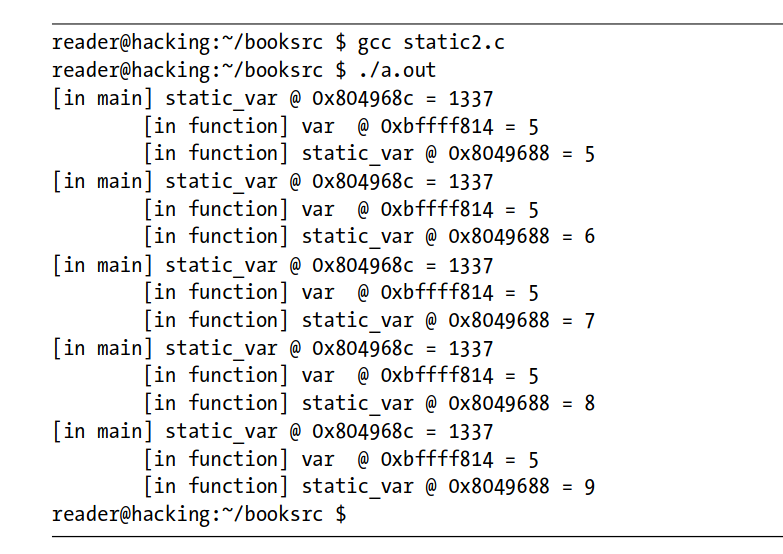 reader@hacking:~/booksrc $ gcc static2.c
reader@hacking:~/booksrc $ ./a.out
[in main] static_var @ 0x804968c = 1337
        [in function] var  @ 0xbffff814 = 5
        [in function] static_var @ 0x8049688 = 5
[in main] static_var @ 0x804968c = 1337
        [in function] var  @ 0xbffff814 = 5
        [in function] static_var @ 0x8049688 = 6
[in main] static_var @ 0x804968c = 1337
        [in function] var  @ 0xbffff814 = 5
        [in function] static_var @ 0x8049688 = 7
[in main] static_var @ 0x804968c = 1337
        [in function] var  @ 0xbffff814 = 5
        [in function] static_var @ 0x8049688 = 8
[in main] static_var @ 0x804968c = 1337
        [in function] var  @ 0xbffff814 = 5
        [in function] static_var @ 0x8049688 = 9
reader@hacking:~/booksrc $